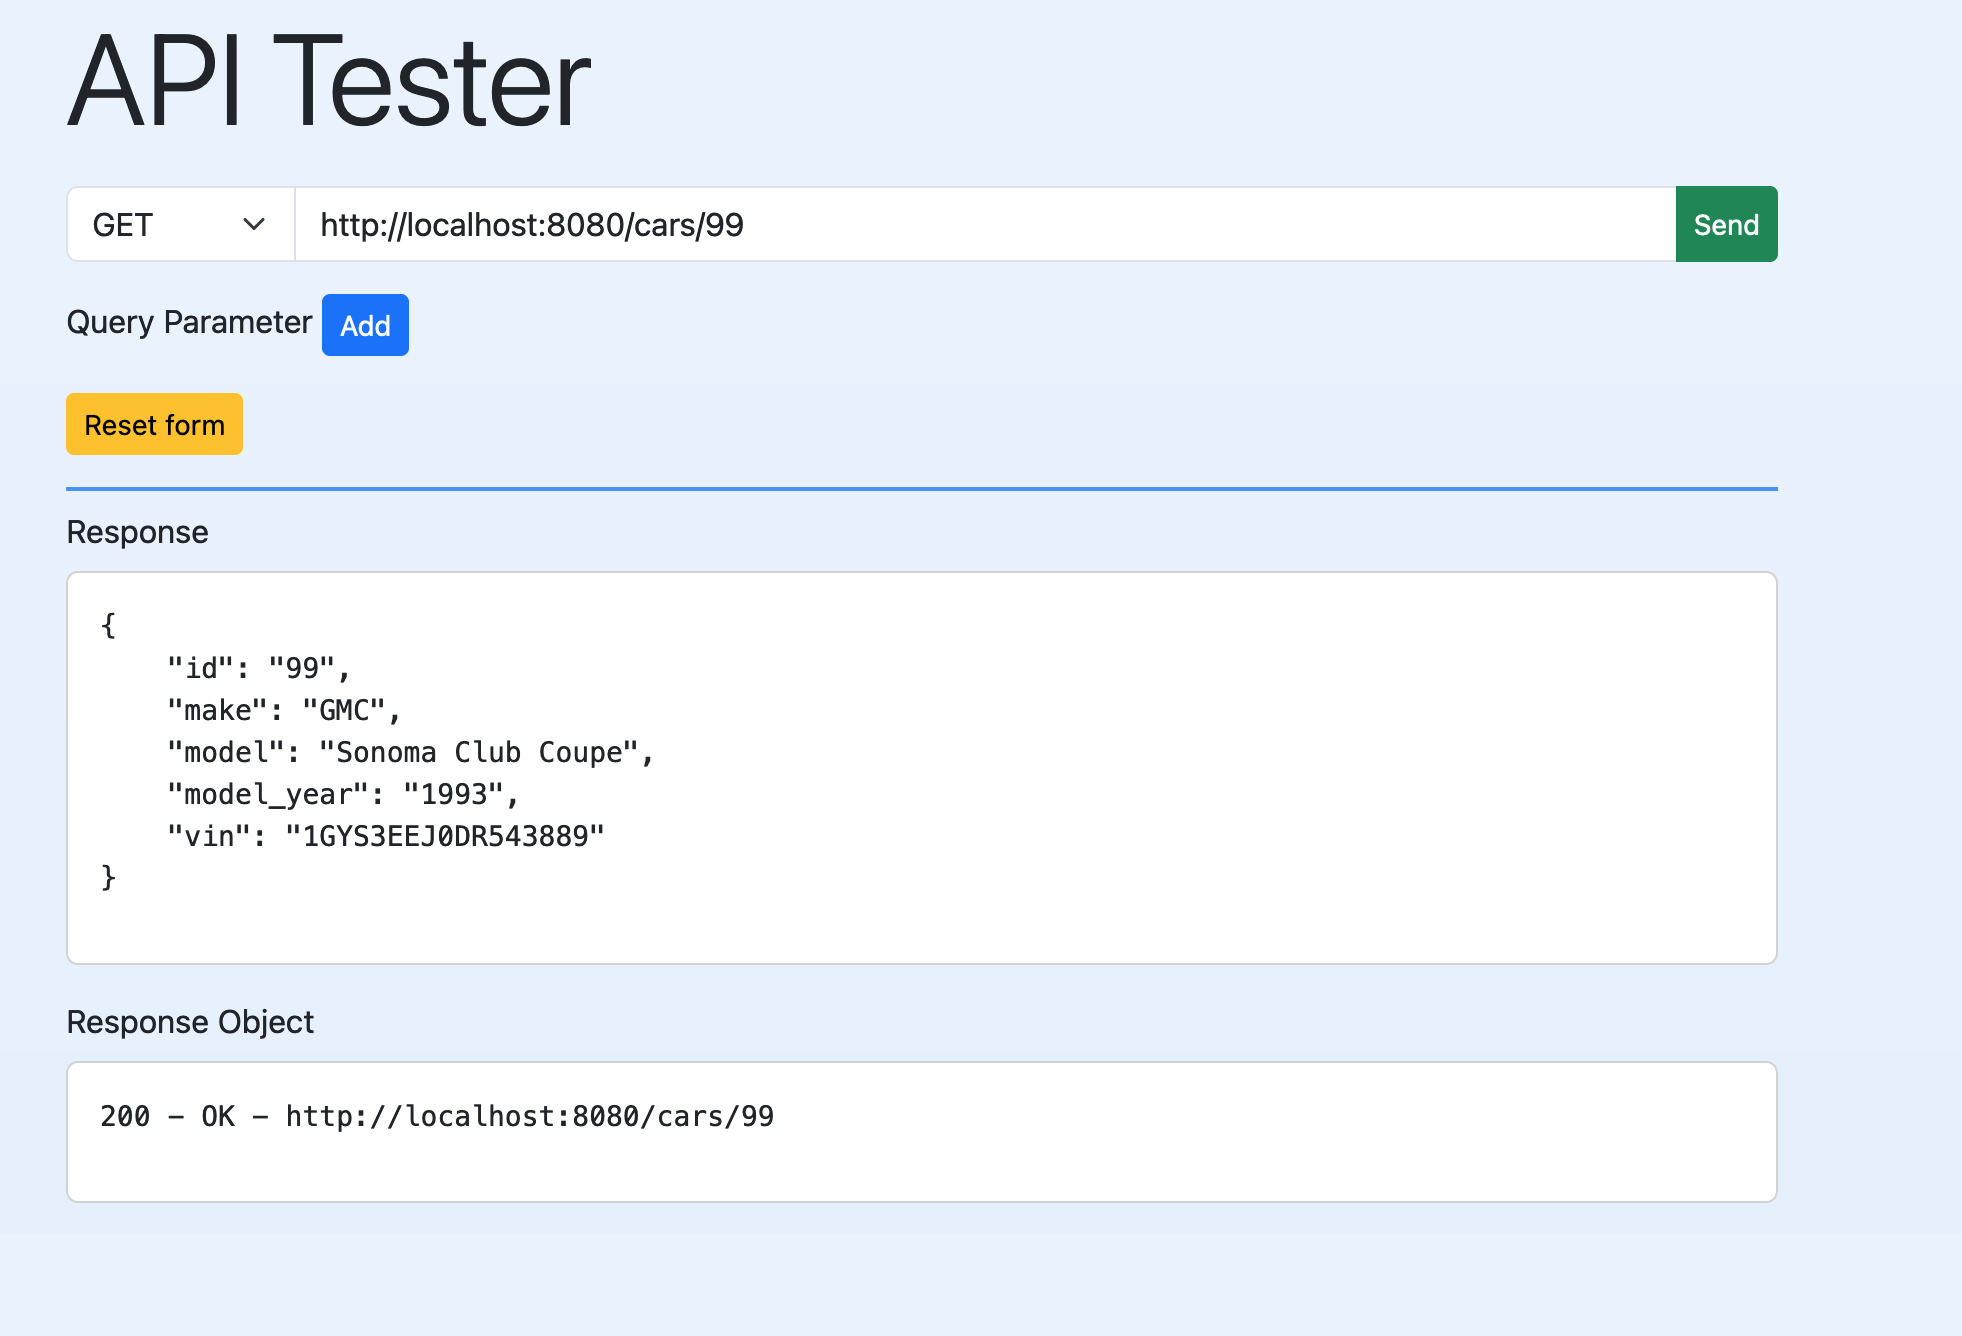 API Tester
GET http://localhost:8080/cars/99 Send
Query Parameter Add
Reset form
Response
{
    "id": "99",
    "make": "GMC",
    "model": "Sonoma Club Coupe",
    "model_year": "1993",
    "vin": "1GYS3EEJ0DR543889"
}
Response Object
200 - OK - http://localhost:8080/cars/99